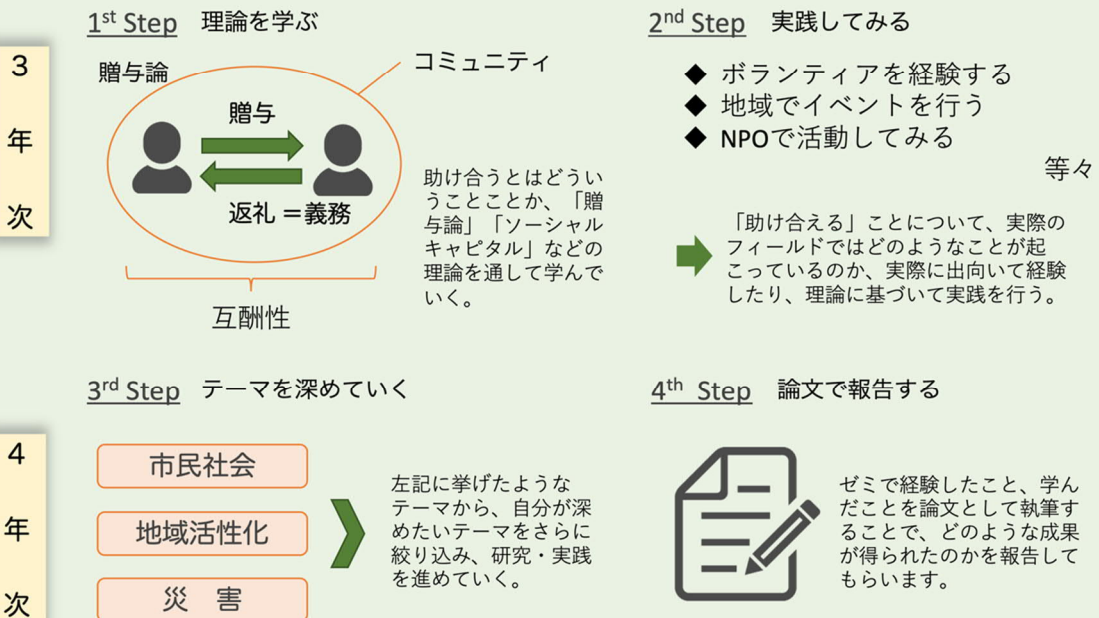 3年次
1st Step 理論を学ぶ
贈与論
コミュニティ
贈与
返礼＝義務
互酬性
助け合うとはどうい
うことことか、「贈
与論」「ソーシャル
キャピタル」などの
理論を通して学んで
いく。
2nd Step 実践してみる
◆ ボランティアを経験する
◆ 地域でイベントを行う
◆ NPOで活動してみる
等々
「助け合える」ことについて、実際の
フィールドではどのようなことが起
こっているのか、実際に出向いて経験
したり、理論に基づいて実践を行う。
4年次
3rd Step テーマを深めていく
市民社会
地域活性化
災　害
左記に挙げたような
テーマから、自分が深
めたいテーマをさらに
絞り込み、研究・実践
を進めていく。
4th Step 論文で報告する
ゼミで経験したこと、学ん
だことを論文として執筆す
ることで、どのような成果
が得られたのかを報告して
もらいます。